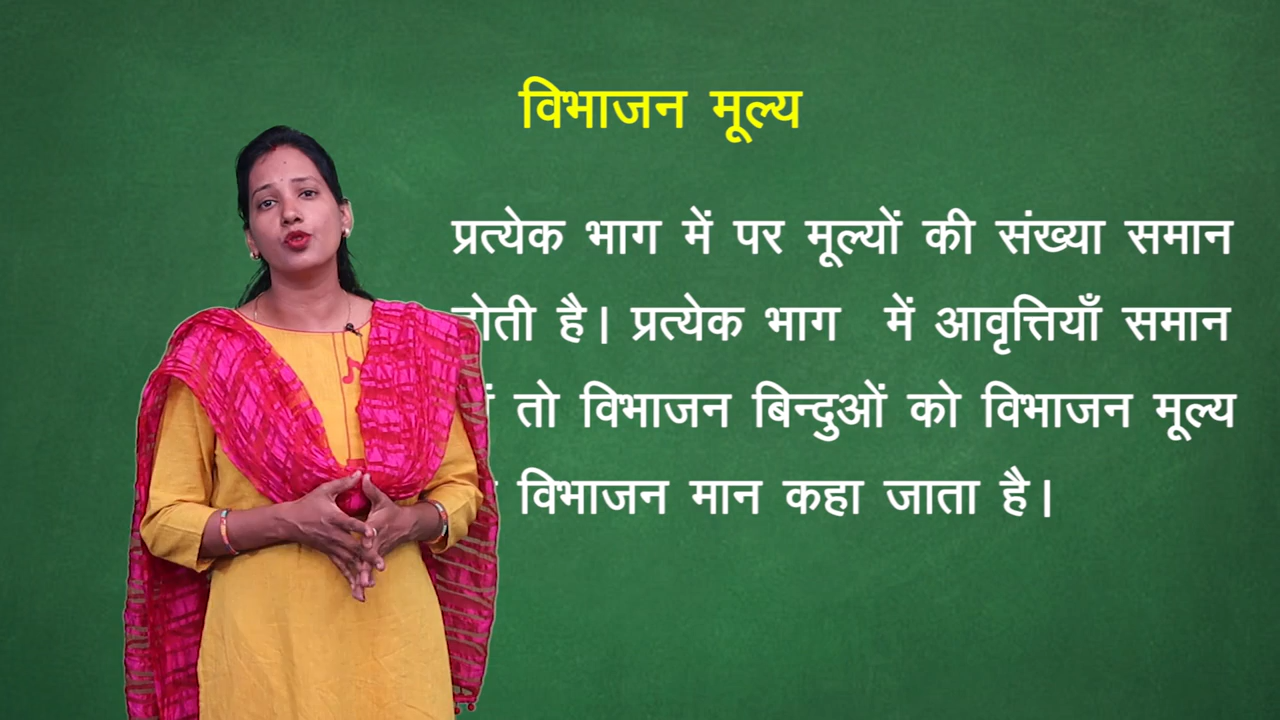 विभाजन मूल्य
प्रत्येक भाग में पर मूल्यों की संख्या समान
है। प्रत्येक भाग में आवृत्तियाँ समान
तो विभाजन बिन्दुओं को विभाजन मूल्य
विभाजन मान कहा जाता है।